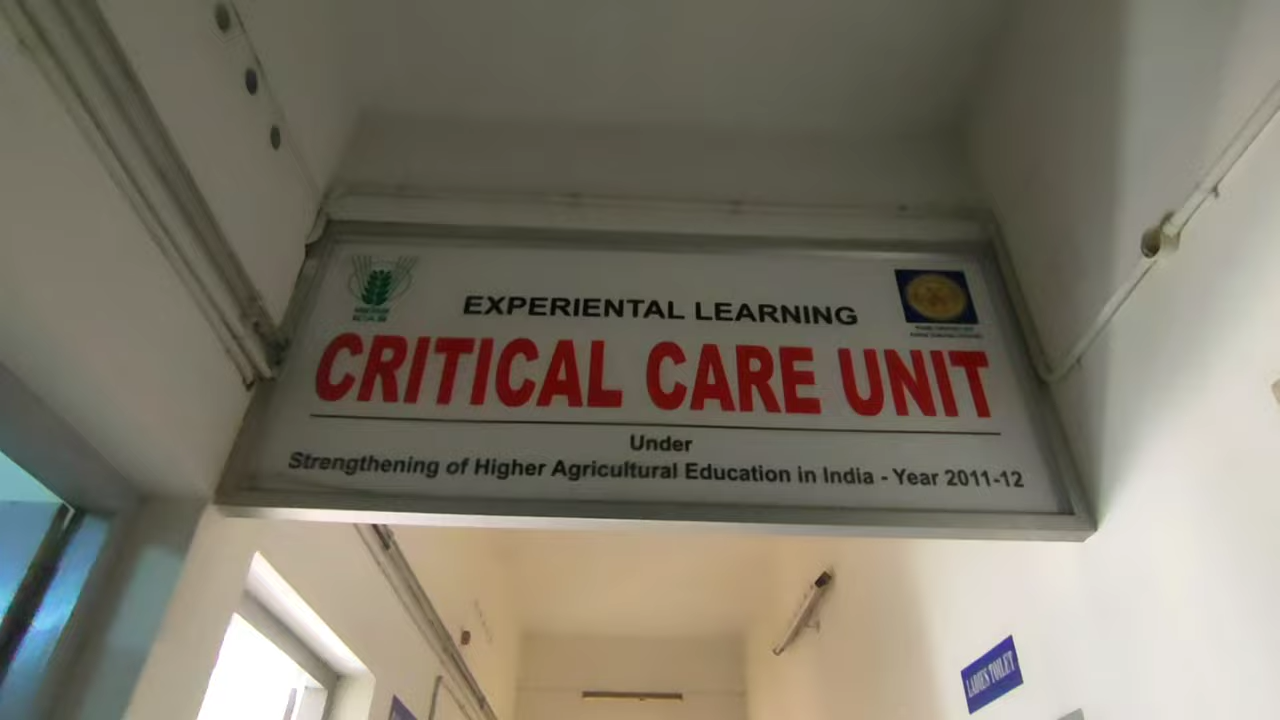 EXPERIENTAL LEARNING
CRITICAL CARE UNIT
Under
Strengthening of Higher Agricultural Education in India - Year 2011-12
LADIES TOILET